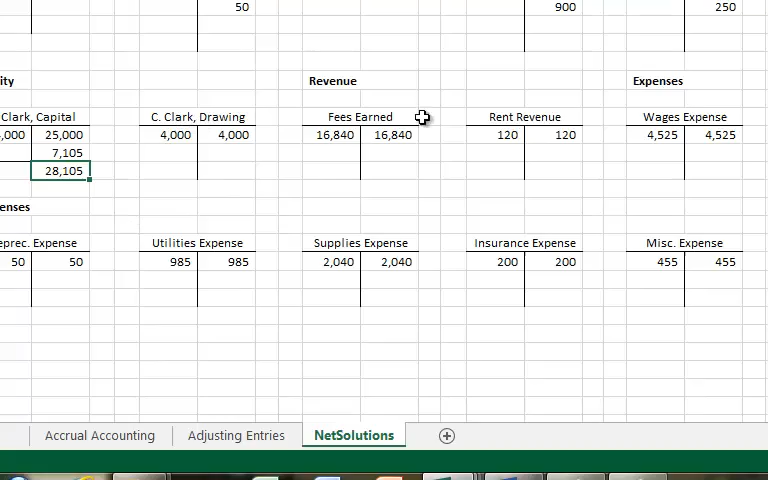 50 900 250
ity Revenue Expenses
Clark, Capital C. Clark, Drawing Fees Earned Rent Revenue Wages Expense
,000 25,000 4,000 4,000 16,840 16,840 120 120 4,525 4,525
7,105
28,105
enses
eprec. Expense Utilities Expense Supplies Expense Insurance Expense Misc. Expense
50 50 985 985 2,040 2,040 200 200 455 455
Accrual Accounting Adjusting Entries NetSolutions